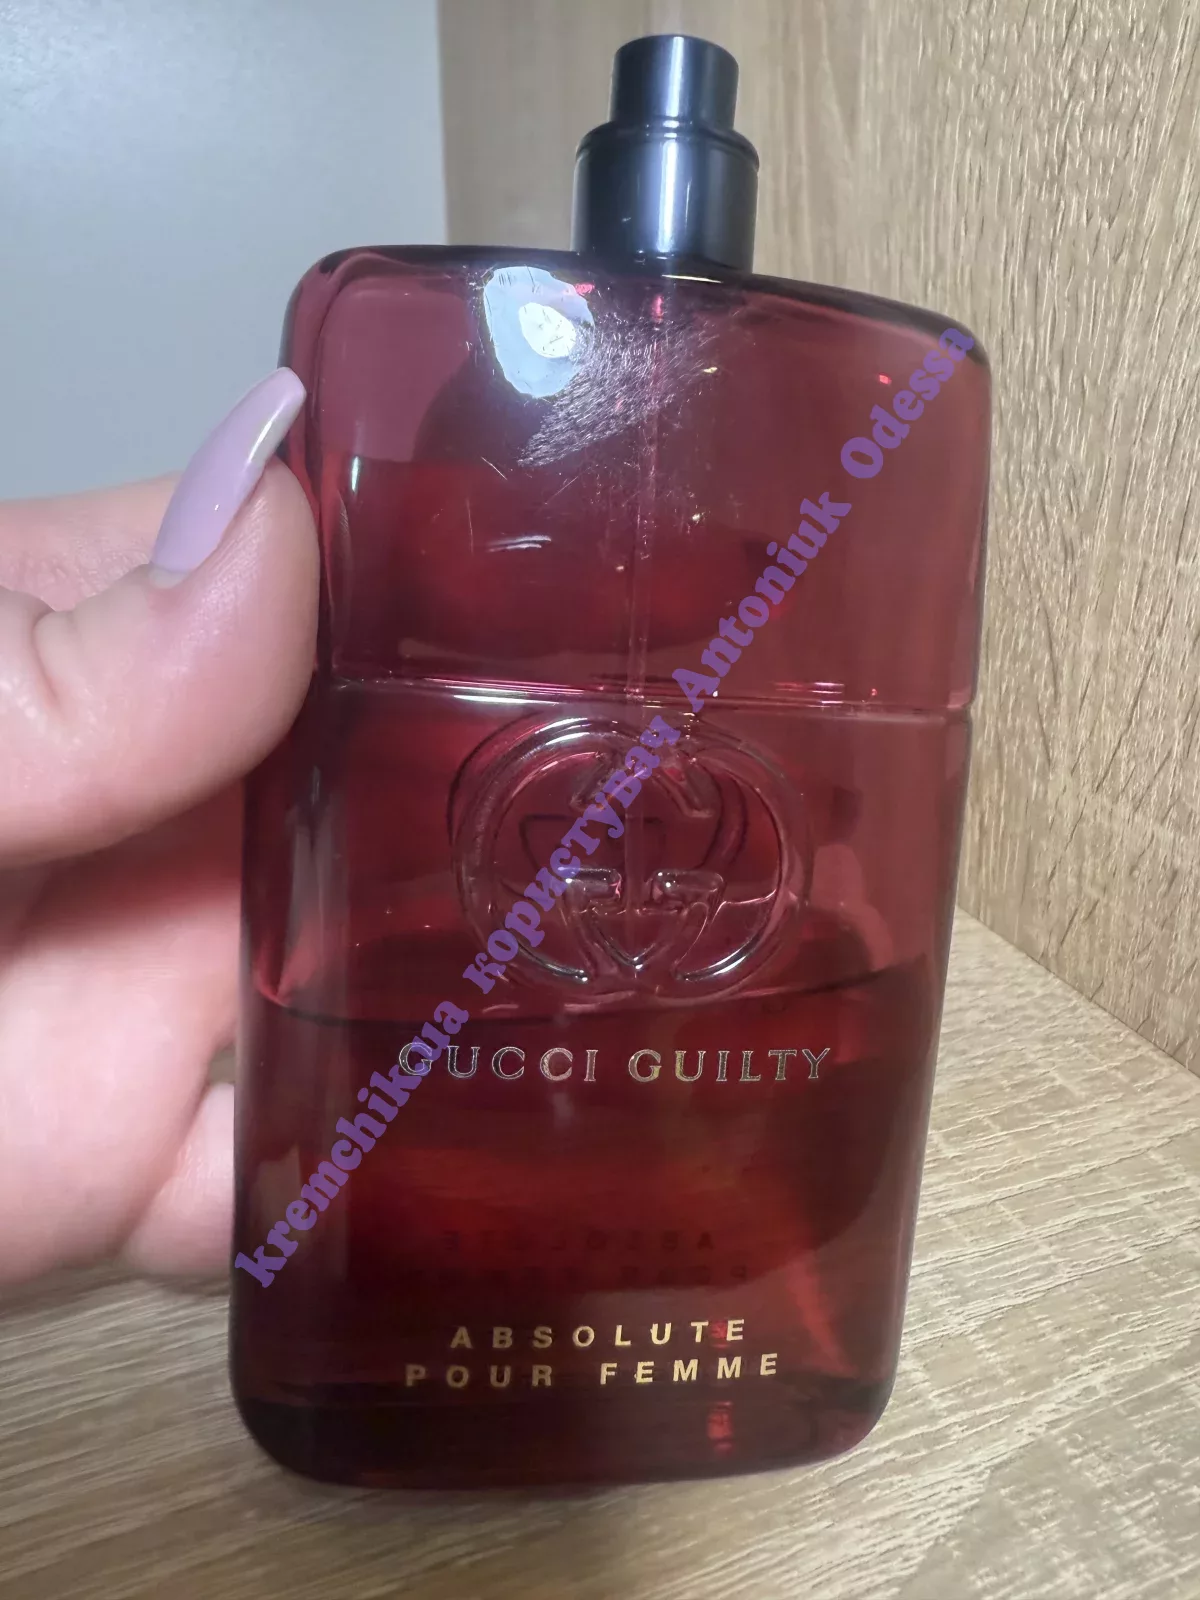 kremchik.ua користувач Antoniuk Odessa
GUCCI GUILTY
ABSOLUTE
POUR FEMME